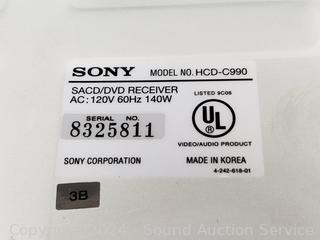 SONY MODEL NO. HCD-C990
SACD/DVD RECEIVER
AC: 120V 60Hz 140W
LISTED 9C06
SERIAL NO.
8325811
UL
®
VIDEO/AUDIO PRODUCT
SONY CORPORATION MADE IN KOREA
4-242-618-01
3B
Copyright 2024 - Sound Auction Service